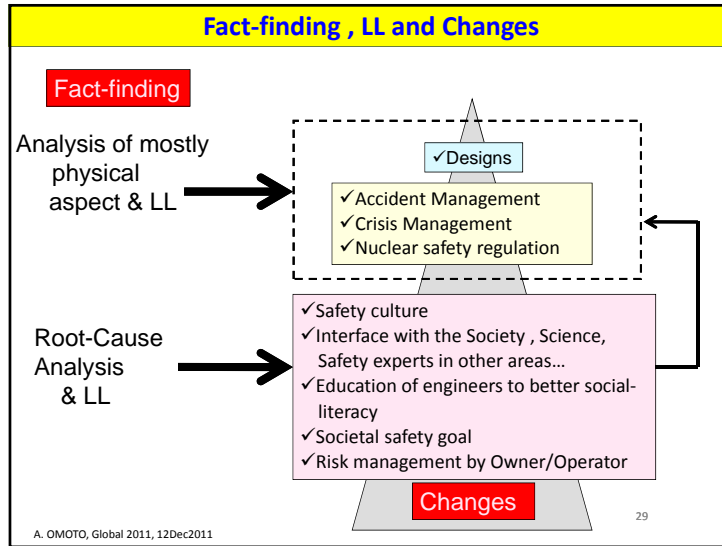 Fact-finding , LL and Changes
Fact-finding
Analysis of mostly
physical
aspect & LL
✓Designs
✓Accident Management
✓Crisis Management
✓Nuclear safety regulation
Root-Cause
Analysis
& LL
✓Safety culture
✓Interface with the Society , Science,
Safety experts in other areas…
✓Education of engineers to better social-
literacy
✓Societal safety goal
✓Risk management by Owner/Operator
Changes
29
A. OMOTO, Global 2011, 12Dec2011